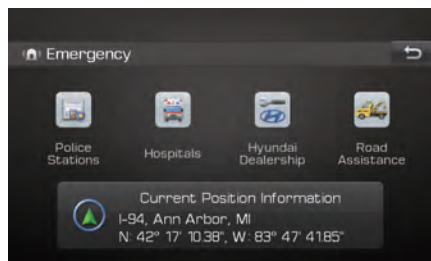 Emergency
Police
Stations
Hospitals
Hyundai
Dealership
Road
Assistance
Current Position Information
I-94, Ann Arbor, MI
N: 42° 17' 10.38", W: 83° 47' 41.85"